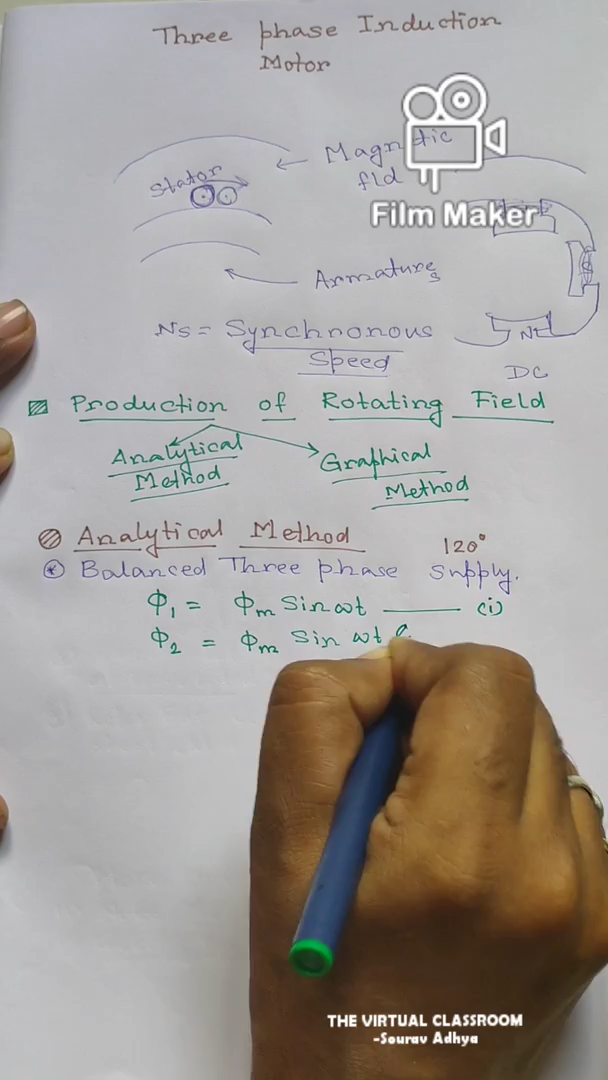 Three phase Induction
Motor
Magnetic
fld
Stator
Film Maker
Armature
Ns = Synchronous
Speed
DC
Production of Rotating Field
Analytical
Method
Graphical
Method
Analytical Method
120°
Balanced Three phase Supply.
Φ₁ = Φm Sin ωt ——— (i)
Φ₂ = Φm Sin ωt
THE VIRTUAL CLASSROOM
-Sourav Adhya